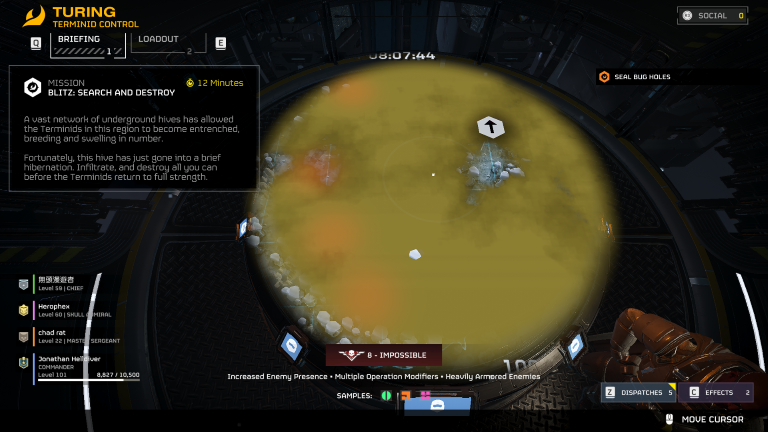 TURING
TERMINID CONTROL
Q
BRIEFING
1
LOADOUT
2
E
SOCIAL 0
08:07:44
MISSION
12 Minutes
BLITZ: SEARCH AND DESTROY
SEAL BUG HOLES
A vast network of underground hives has allowed
the Terminids in this region to become entrenched,
breeding and swelling in number.
Fortunately, this hive has just gone into a brief
hibernation. Infiltrate, and destroy all you can
before the Terminids return to full strength.
Level 59 | CHIEF
Herophex
Level 60 | SKULL ADMIRAL
chad rat
Level 22 | MASTER SERGEANT
Jonathan Helldiver
COMMANDER
Level 101
8,827 / 10,500
8 - IMPOSSIBLE
Increased Enemy Presence • Multiple Operation Modifiers • Heavily Armored Enemies
SAMPLES:
Z DISPATCHES 5
C EFFECTS 2
MOVE CURSOR